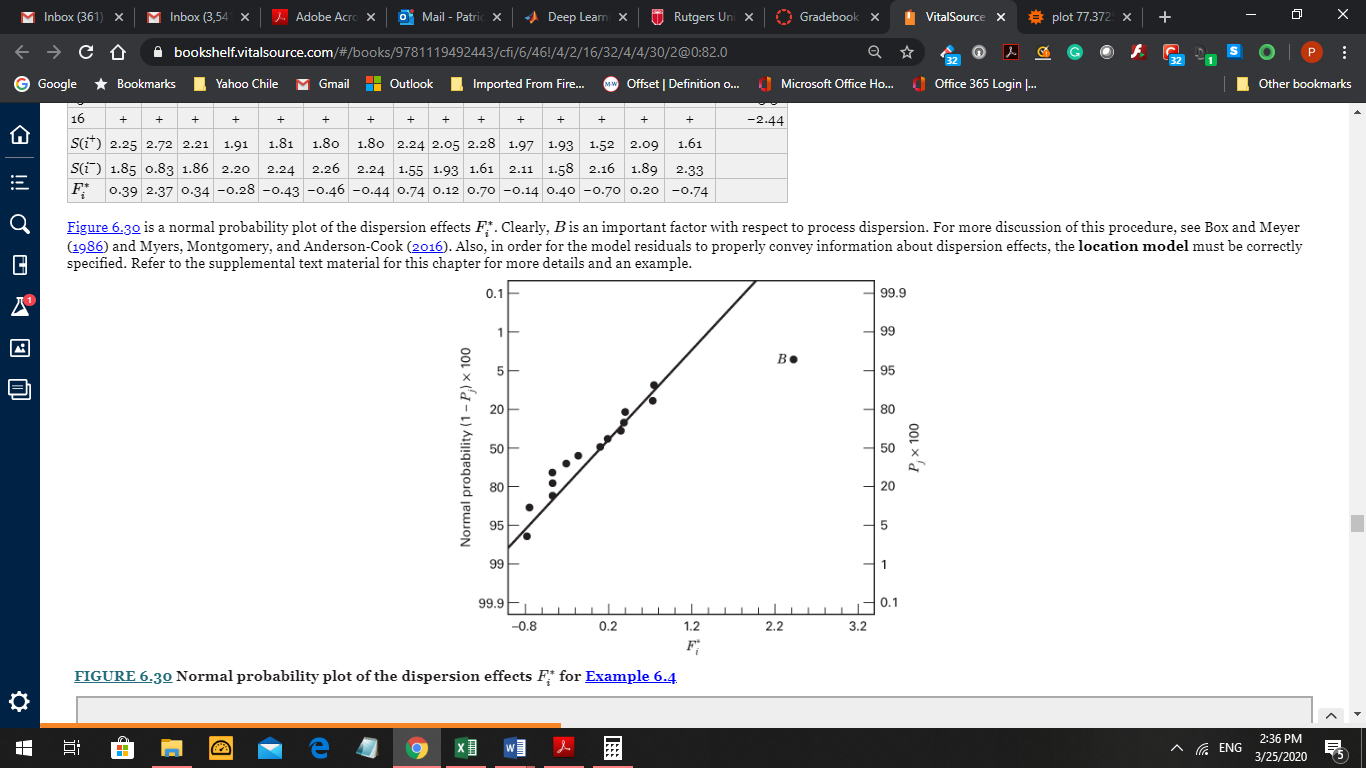 Inbox (361)
Inbox (3,54
Adobe Acro
Mail - Patric
Deep Learn
Rutgers Uni
Gradebook
VitalSource
plot 77.372
bookshelf.vitalsource.com/#/books/9781119492443/cfi/6/46!/4/2/16/32/4/4/30/2@0:82.0
32
32
1
P
Google
Bookmarks
Yahoo Chile
Gmail
Outlook
Imported From Fire...
Offset | Definition o...
Microsoft Office Ho...
Office 365 Login |...
Other bookmarks
16 + + + + + + + + + + + + + + + −2.44
S(i⁺) 2.25 2.72 2.21 1.91 1.81 1.80 1.80 2.24 2.05 2.28 1.97 1.93 1.52 2.09 1.61
S(i⁻) 1.85 0.83 1.86 2.20 2.24 2.26 2.24 1.55 1.93 1.61 2.11 1.58 2.16 1.89 2.33
F*i 0.39 2.37 0.34 −0.28 −0.43 −0.46 −0.44 0.74 0.12 0.70 −0.14 0.40 −0.70 0.20 −0.74
Figure 6.30 is a normal probability plot of the dispersion effects F*i. Clearly, B is an important factor with respect to process dispersion. For more discussion of this procedure, see Box and Meyer
(1986) and Myers, Montgomery, and Anderson-Cook (2016). Also, in order for the model residuals to properly convey information about dispersion effects, the location model must be correctly
specified. Refer to the supplemental text material for this chapter for more details and an example.
Normal probability (1 − Pj) × 100
0.1
1
5
20
50
80
95
99
99.9
B
99.9
99
95
80
50
20
5
1
0.1
Pj × 100
−0.8 0.2 1.2 2.2 3.2
F*i
FIGURE 6.30 Normal probability plot of the dispersion effects F*i for Example 6.4
1
ENG
2:36 PM
3/25/2020
5